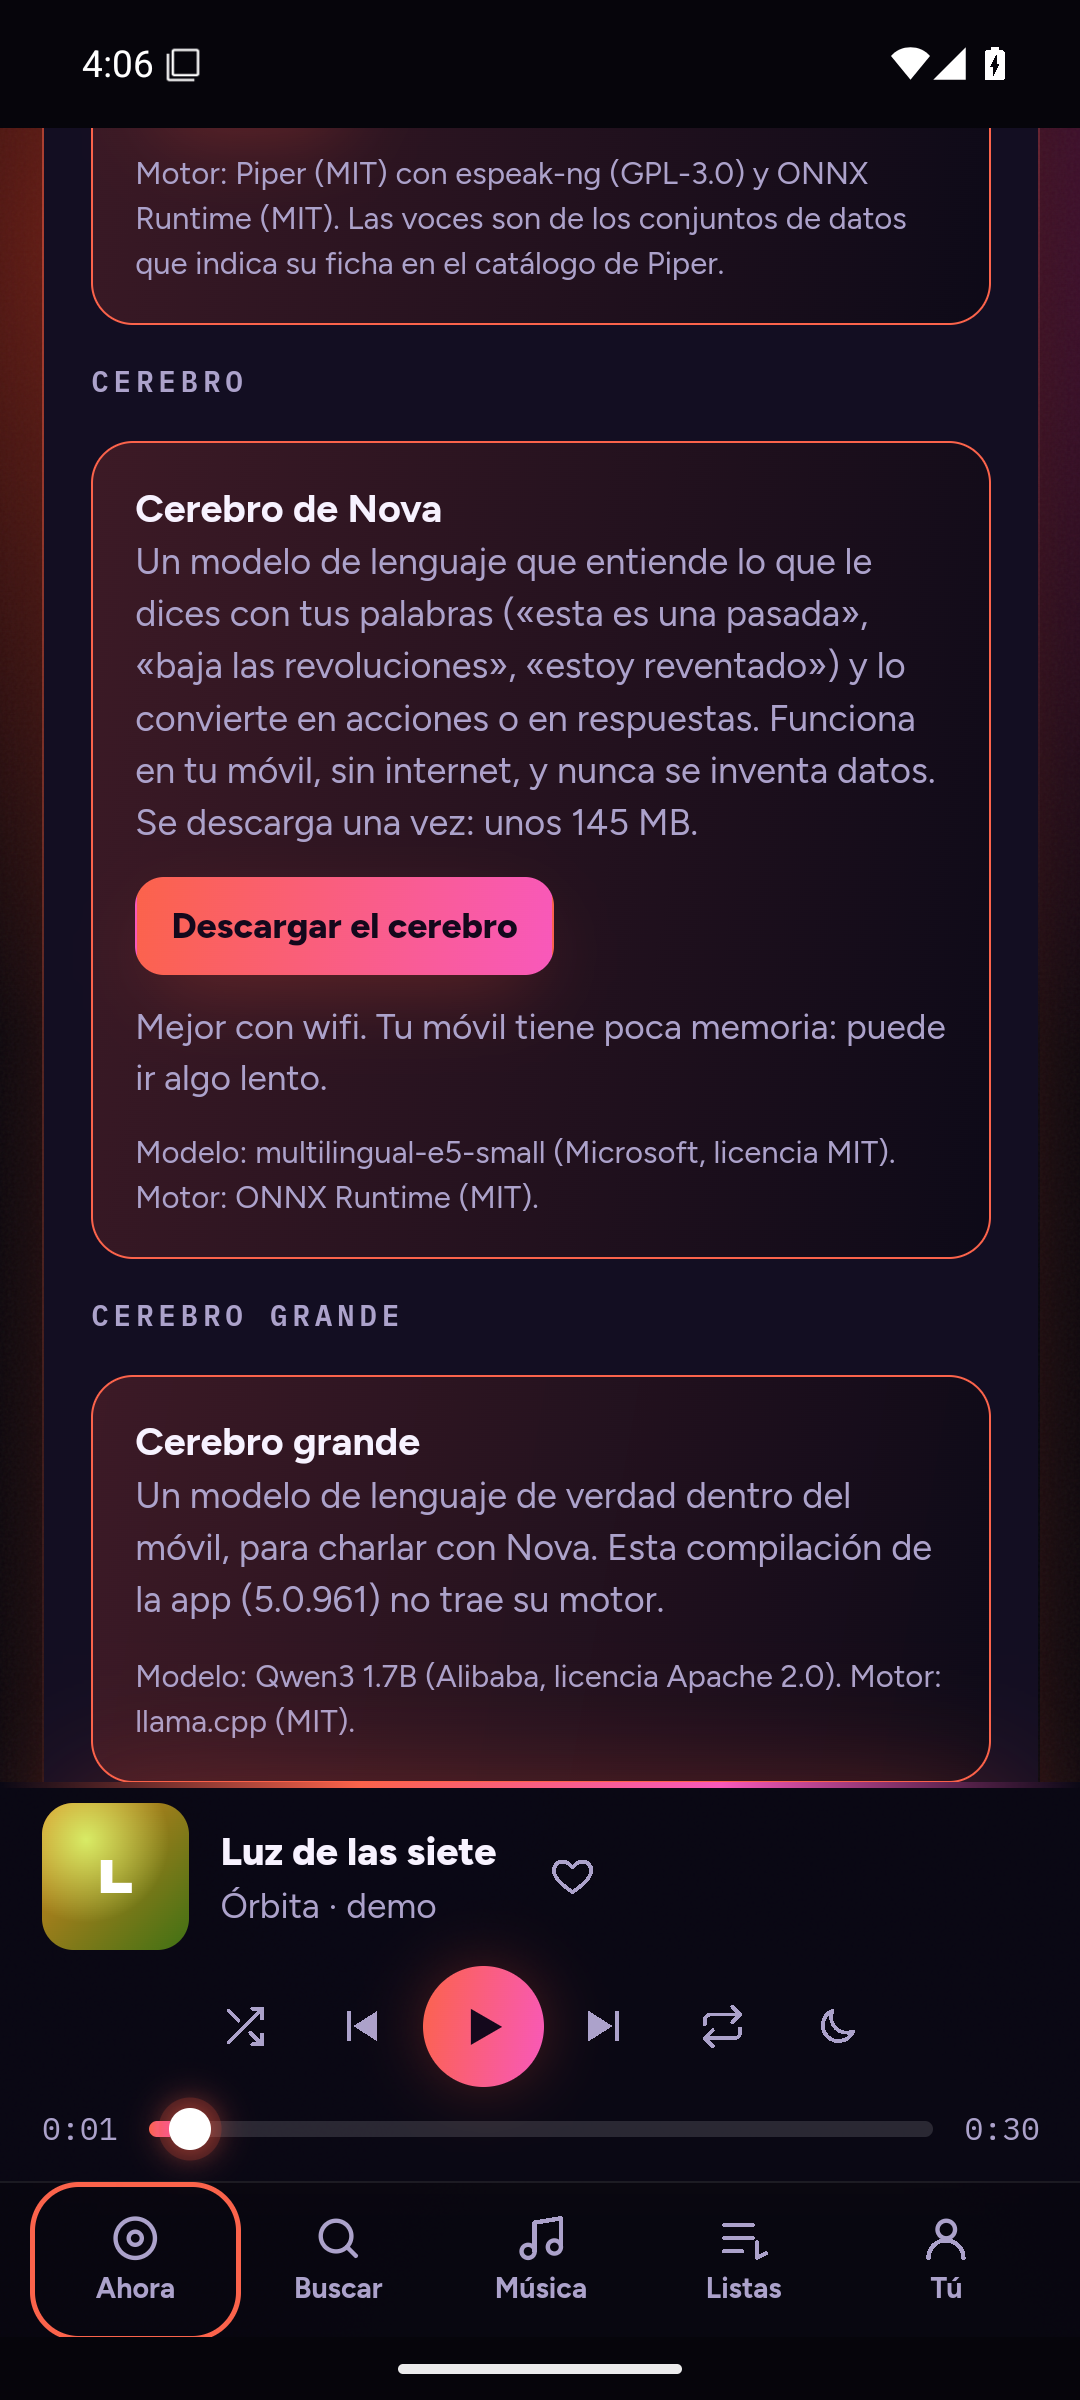 4:06
Motor: Piper (MIT) con espeak-ng (GPL-3.0) y ONNX
Runtime (MIT). Las voces son de los conjuntos de datos
que indica su ficha en el catálogo de Piper.
CEREBRO
Cerebro de Nova
Un modelo de lenguaje que entiende lo que le
dices con tus palabras («esta es una pasada»,
«baja las revoluciones», «estoy reventado») y lo
convierte en acciones o en respuestas. Funciona
en tu móvil, sin internet, y nunca se inventa datos.
Se descarga una vez: unos 145 MB.
Descargar el cerebro
Mejor con wifi. Tu móvil tiene poca memoria: puede
ir algo lento.
Modelo: multilingual-e5-small (Microsoft, licencia MIT).
Motor: ONNX Runtime (MIT).
CEREBRO GRANDE
Cerebro grande
Un modelo de lenguaje de verdad dentro del
móvil, para charlar con Nova. Esta compilación de
la app (5.0.961) no trae su motor.
Modelo: Qwen3 1.7B (Alibaba, licencia Apache 2.0). Motor:
llama.cpp (MIT).
L
Luz de las siete
Órbita · demo
0:01
0:30
Ahora
Buscar
Música
Listas
Tú